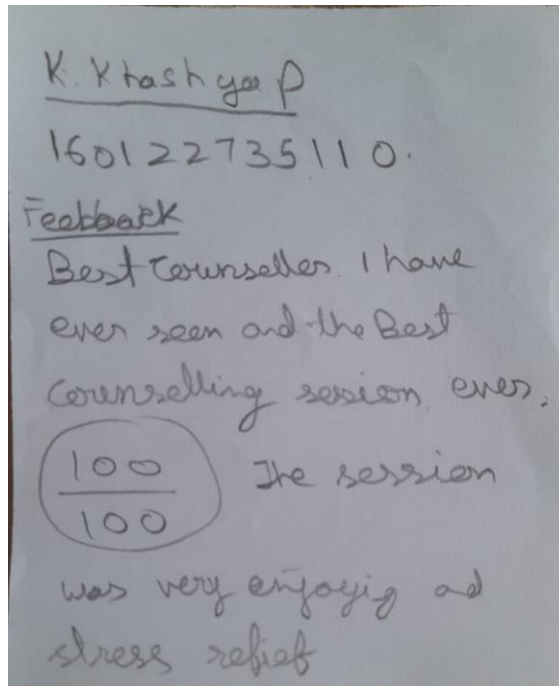 K. Khashyap
160122735110.
Feedback
Best Counseller I have
ever seen and the Best
Counselling session ever.
100
100
The session
was very enjoyig ad
stress relief